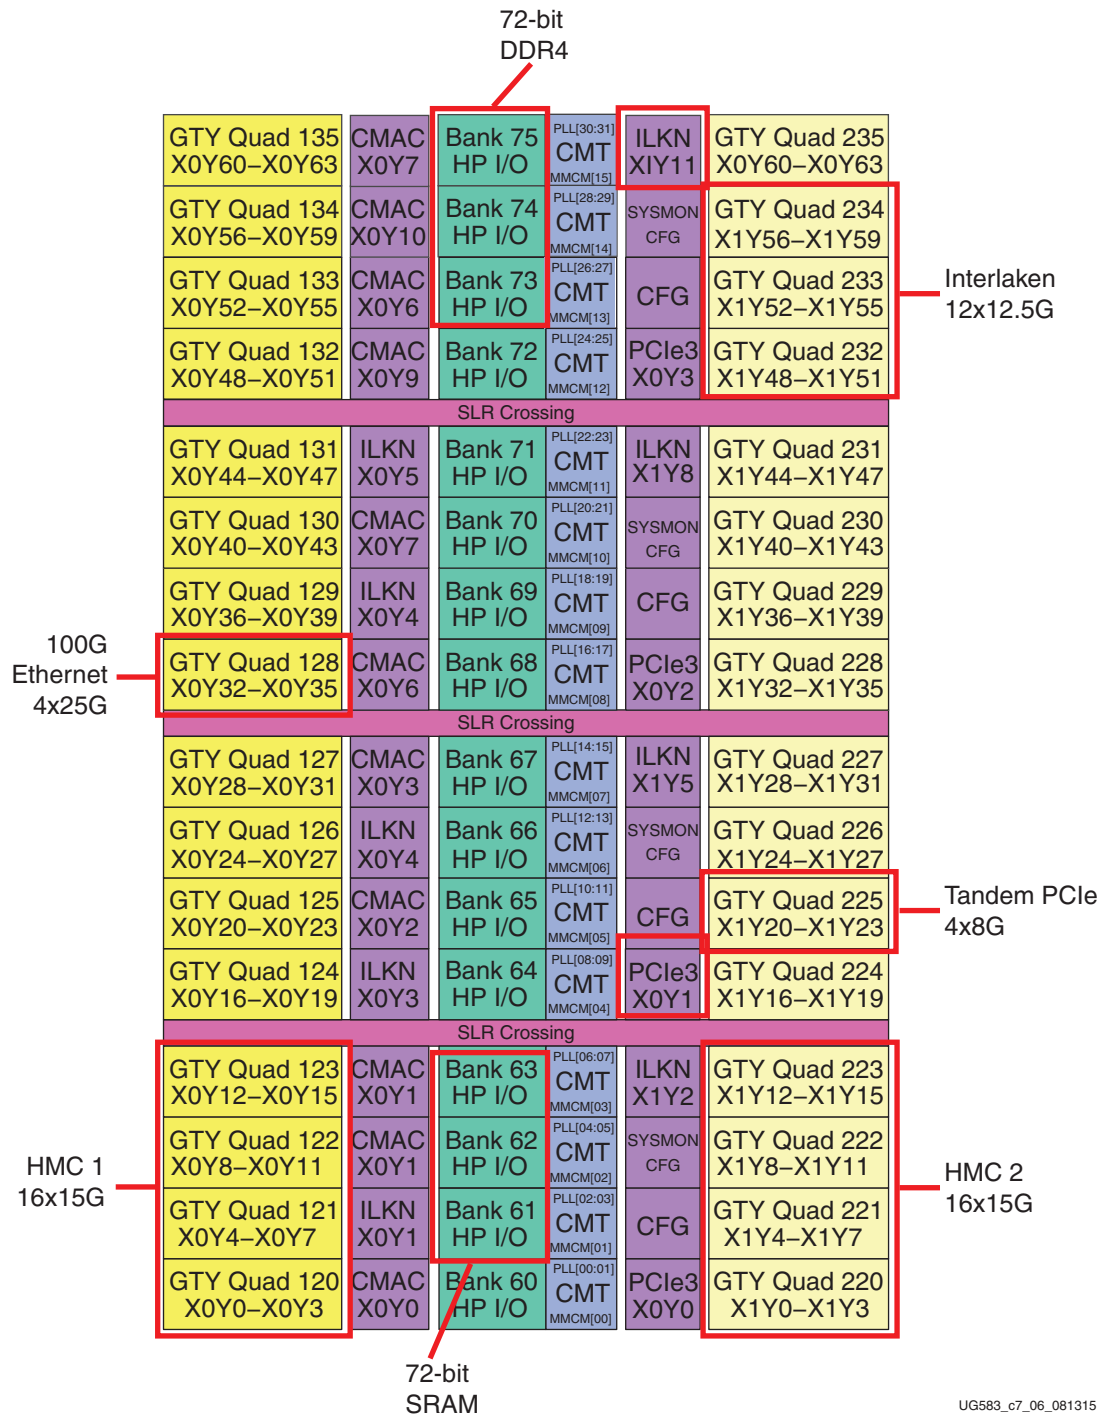 72-bit
DDR4
GTY Quad 135
X0Y60–X0Y63
CMAC
X0Y7
Bank 75
HP I/O
PLL[30:31]
CMT
MMCM[15]
ILKN
XIY11
GTY Quad 235
X0Y60–X0Y63
GTY Quad 134
X0Y56–X0Y59
CMAC
X0Y10
Bank 74
HP I/O
PLL[28:29]
CMT
MMCM[14]
SYSMON
CFG
GTY Quad 234
X1Y56–X1Y59
GTY Quad 133
X0Y52–X0Y55
CMAC
X0Y6
Bank 73
HP I/O
PLL[26:27]
CMT
MMCM[13]
CFG
GTY Quad 233
X1Y52–X1Y55
Interlaken
12x12.5G
GTY Quad 132
X0Y48–X0Y51
CMAC
X0Y9
Bank 72
HP I/O
PLL[24:25]
CMT
MMCM[12]
PCIe3
X0Y3
GTY Quad 232
X1Y48–X1Y51
SLR Crossing
GTY Quad 131
X0Y44–X0Y47
ILKN
X0Y5
Bank 71
HP I/O
PLL[22:23]
CMT
MMCM[11]
ILKN
X1Y8
GTY Quad 231
X1Y44–X1Y47
GTY Quad 130
X0Y40–X0Y43
CMAC
X0Y7
Bank 70
HP I/O
PLL[20:21]
CMT
MMCM[10]
SYSMON
CFG
GTY Quad 230
X1Y40–X1Y43
GTY Quad 129
X0Y36–X0Y39
ILKN
X0Y4
Bank 69
HP I/O
PLL[18:19]
CMT
MMCM[09]
CFG
GTY Quad 229
X1Y36–X1Y39
100G
Ethernet
4x25G
GTY Quad 128
X0Y32–X0Y35
CMAC
X0Y6
Bank 68
HP I/O
PLL[16:17]
CMT
MMCM[08]
PCIe3
X0Y2
GTY Quad 228
X1Y32–X1Y35
SLR Crossing
GTY Quad 127
X0Y28–X0Y31
CMAC
X0Y3
Bank 67
HP I/O
PLL[14:15]
CMT
MMCM[07]
ILKN
X1Y5
GTY Quad 227
X1Y28–X1Y31
GTY Quad 126
X0Y24–X0Y27
ILKN
X0Y4
Bank 66
HP I/O
PLL[12:13]
CMT
MMCM[06]
SYSMON
CFG
GTY Quad 226
X1Y24–X1Y27
GTY Quad 125
X0Y20–X0Y23
CMAC
X0Y2
Bank 65
HP I/O
PLL[10:11]
CMT
MMCM[05]
CFG
GTY Quad 225
X1Y20–X1Y23
Tandem PCIe
4x8G
GTY Quad 124
X0Y16–X0Y19
ILKN
X0Y3
Bank 64
HP I/O
PLL[08:09]
CMT
MMCM[04]
PCIe3
X0Y1
GTY Quad 224
X1Y16–X1Y19
SLR Crossing
GTY Quad 123
X0Y12–X0Y15
CMAC
X0Y1
Bank 63
HP I/O
PLL[06:07]
CMT
MMCM[03]
ILKN
X1Y2
GTY Quad 223
X1Y12–X1Y15
HMC 1
16x15G
GTY Quad 122
X0Y8–X0Y11
CMAC
X0Y1
Bank 62
HP I/O
PLL[04:05]
CMT
MMCM[02]
SYSMON
CFG
GTY Quad 222
X1Y8–X1Y11
HMC 2
16x15G
GTY Quad 121
X0Y4–X0Y7
ILKN
X0Y1
Bank 61
HP I/O
PLL[02:03]
CMT
MMCM[01]
CFG
GTY Quad 221
X1Y4–X1Y7
GTY Quad 120
X0Y0–X0Y3
CMAC
X0Y0
Bank 60
HP I/O
PLL[00:01]
CMT
MMCM[00]
PCIe3
X0Y0
GTY Quad 220
X1Y0–X1Y3
72-bit
SRAM
UG583_c7_06_081315